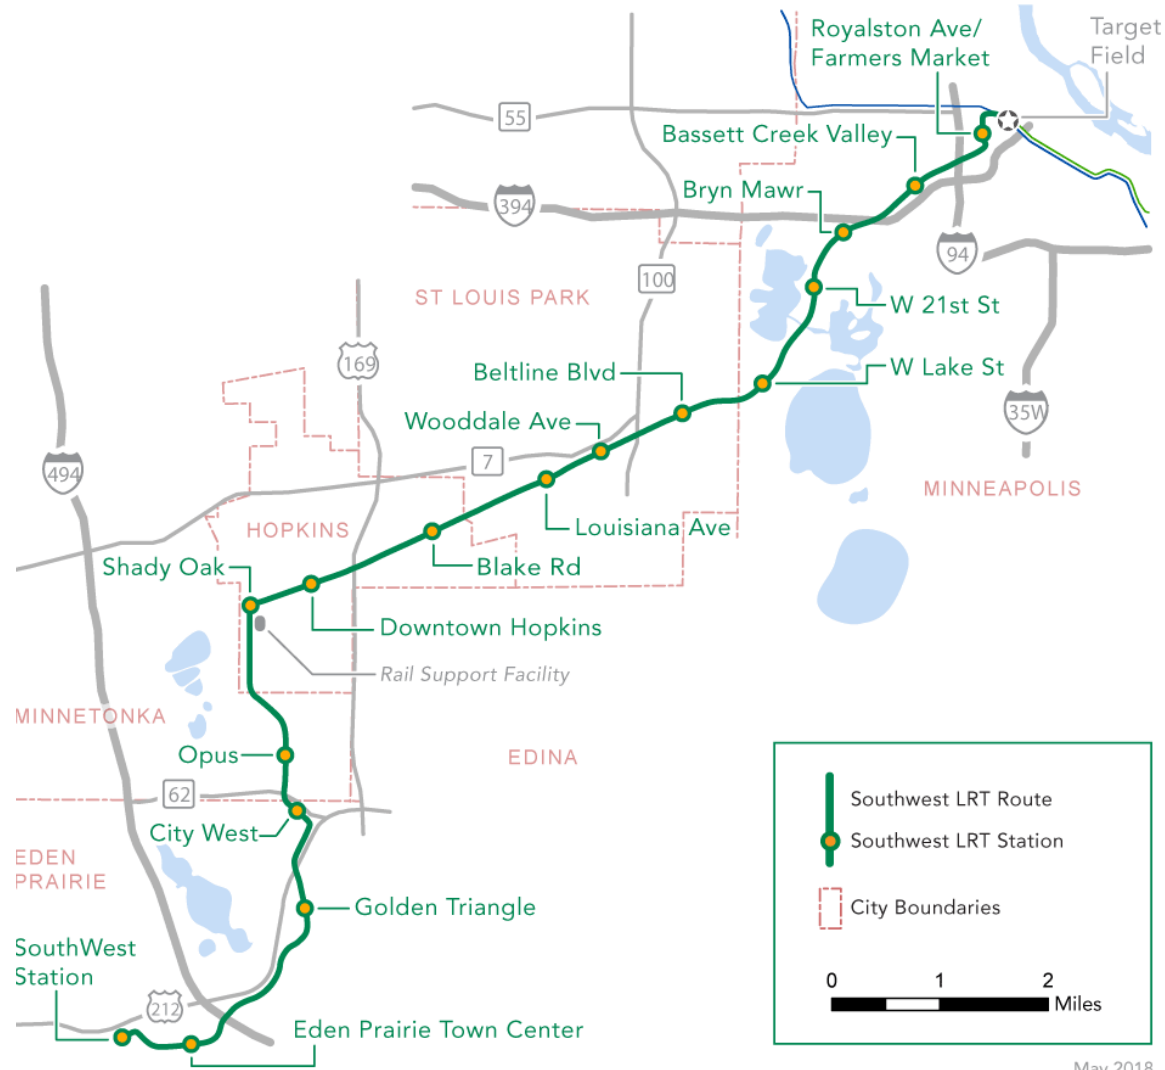 Royalston Ave/
Farmers Market
Target
Field
55
Bassett Creek Valley
Bryn Mawr
394
94
100
ST LOUIS PARK
W 21st St
169
Beltline Blvd
W Lake St
Wooddale Ave
35W
7
494
MINNEAPOLIS
HOPKINS
Louisiana Ave
Shady Oak
Blake Rd
Downtown Hopkins
Rail Support Facility
MINNETONKA
Opus
EDINA
62
City West
EDEN
PRAIRIE
Golden Triangle
SouthWest
Station
212
Eden Prairie Town Center
Southwest LRT Route
Southwest LRT Station
City Boundaries
0 1 2
Miles
May 2018